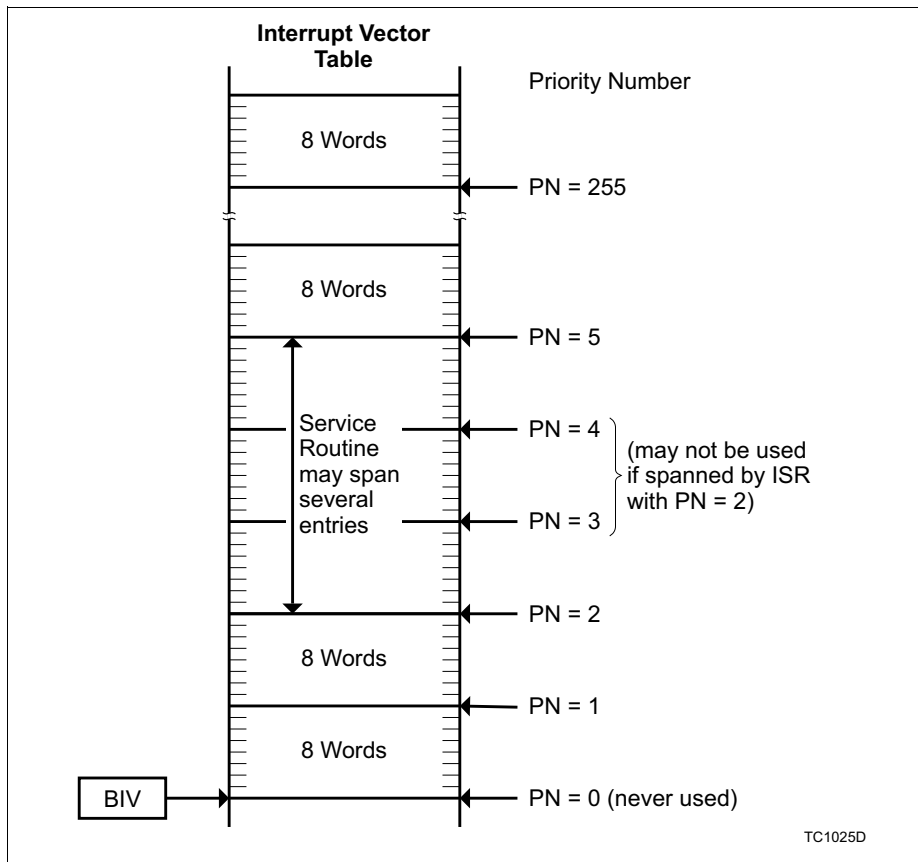 Interrupt Vector
Table
Priority Number
8 Words
PN = 255
8 Words
PN = 5
Service
Routine
may span
several
entries
PN = 4
(may not be used
if spanned by ISR
with PN = 2)
PN = 3
PN = 2
8 Words
PN = 1
8 Words
BIV
PN = 0 (never used)
TC1025D